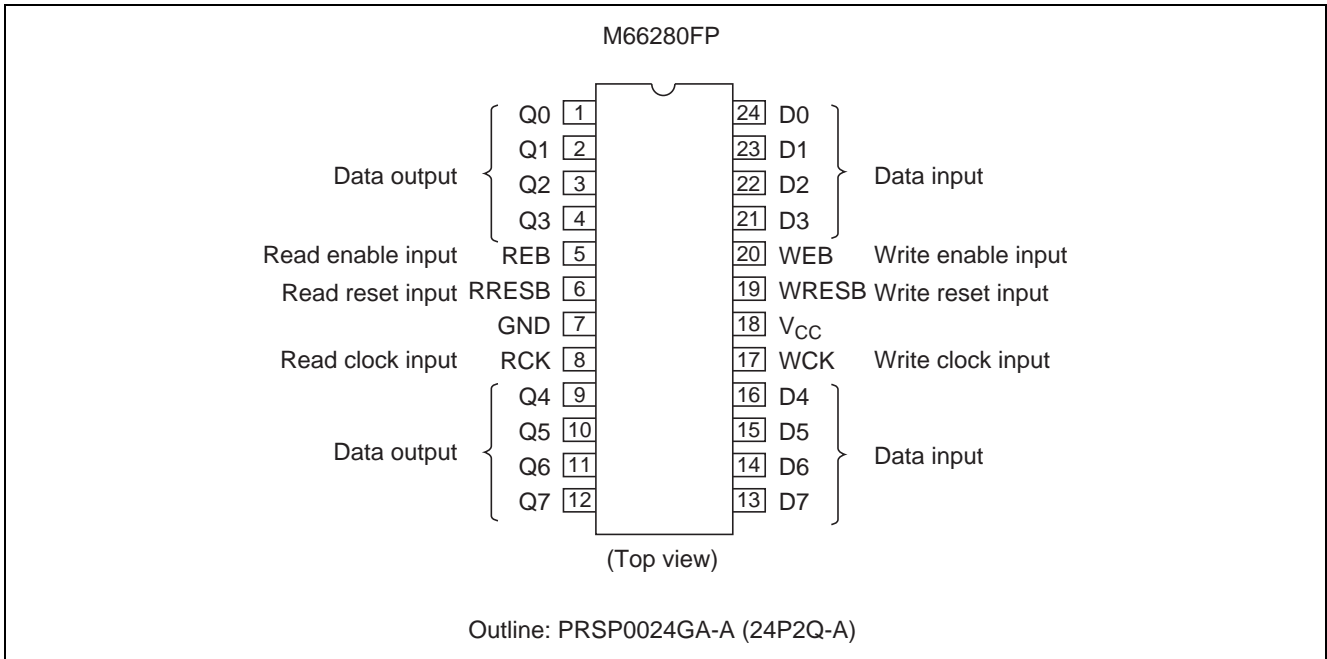 M66280FP
Q0 1 24 D0
Q1 2 23 D1
Data output Q2 3 22 D2 Data input
Q3 4 21 D3
Read enable input REB 5 20 WEB Write enable input
Read reset input RRESB 6 19 WRESB Write reset input
GND 7 18 VCC
Read clock input RCK 8 17 WCK Write clock input
Q4 9 16 D4
Q5 10 15 D5
Data output Q6 11 14 D6 Data input
Q7 12 13 D7
(Top view)
Outline: PRSP0024GA-A (24P2Q-A)